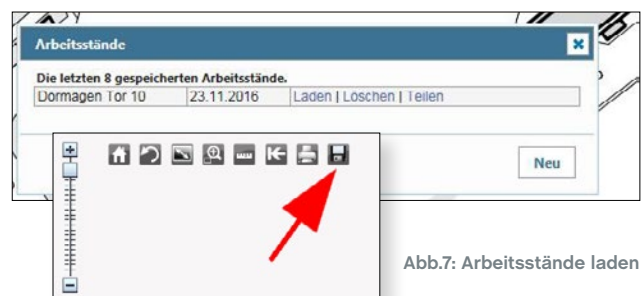 Arbeitsstände
Die letzten 8 gespeicherten Arbeitsstände.
Dormagen Tor 10 23.11.2016 Laden | Löschen | Teilen
Neu
Abb.7: Arbeitsstände laden